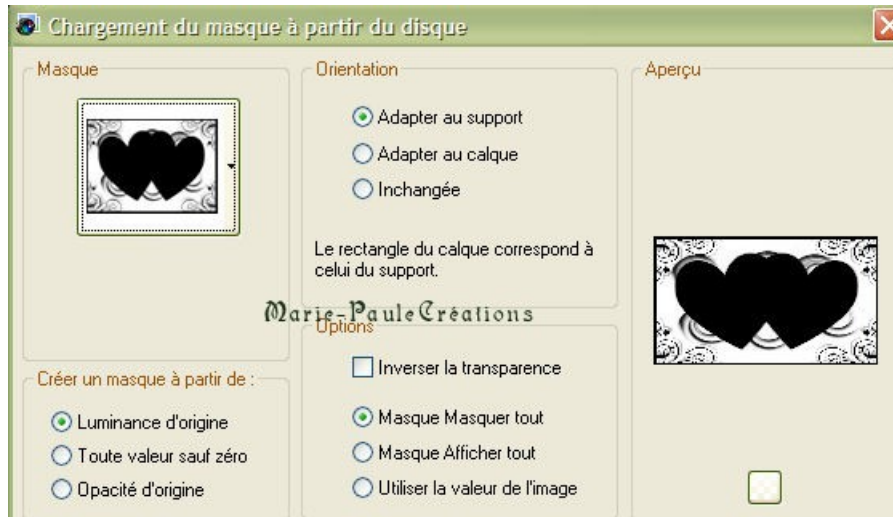 Chargement du masque à partir du disque
Masque
Orientation
Adapter au support
Adapter au calque
Inchangée
Le rectangle du calque correspond à
celui du support.
Aperçu
Marie-PauleCréations
Créer un masque à partir de :
Luminance d'origine
Toute valeur sauf zéro
Opacité d'origine
Options
Inverser la transparence
Masque Masquer tout
Masque Afficher tout
Utiliser la valeur de l'image